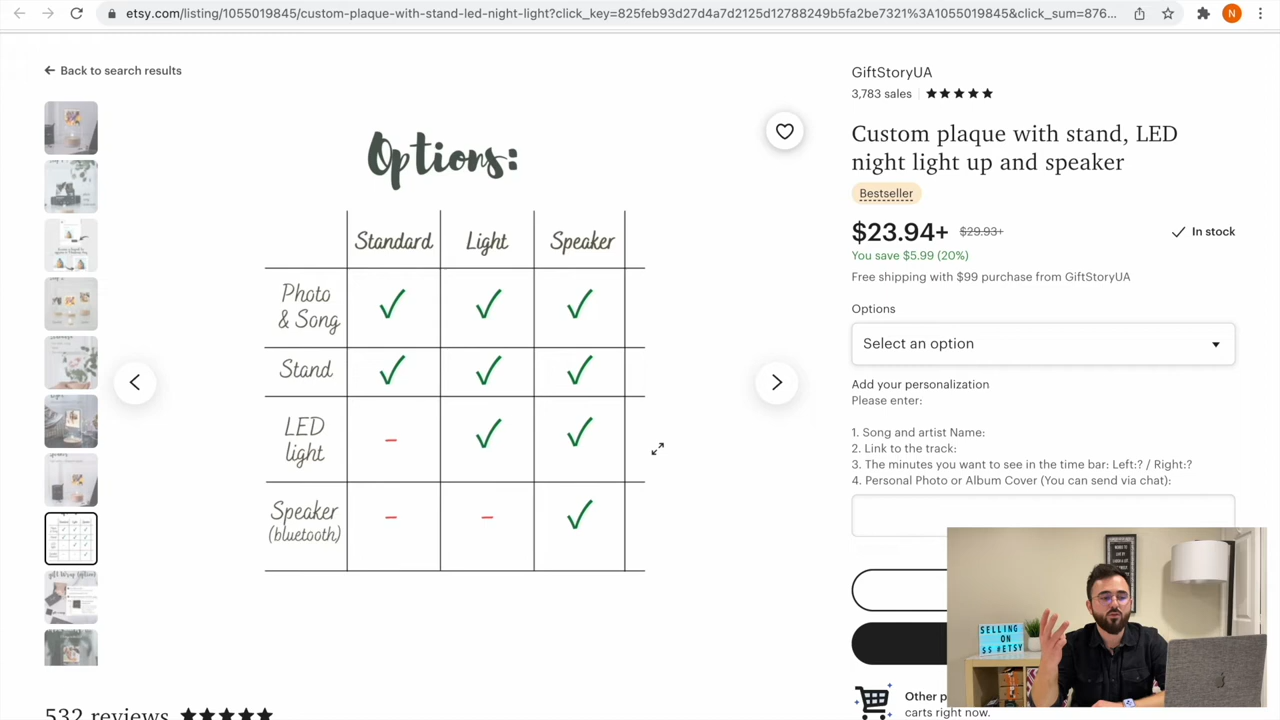 etsy.com/listing/1055019845/custom-plaque-with-stand-led-night-light?click_key=825feb93d27d4a7d2125d12788249b5fa2be7321%3A1055019845&click_sum=876...
N
Back to search results
Options:
Standard Light Speaker
Photo & Song
Stand
LED light
Speaker (bluetooth)
GiftStoryUA
3,783 sales
Custom plaque with stand, LED
night light up and speaker
Bestseller
$23.94+ $29.93+ In stock
You save $5.99 (20%)
Free shipping with $99 purchase from GiftStoryUA
Options
Select an option
Add your personalization
Please enter:
1. Song and artist Name:
2. Link to the track:
3. The minutes you want to see in the time bar: Left:? / Right:?
4. Personal Photo or Album Cover (You can send via chat):
SELLING
ON
$$ #ETSY
Other p
carts right now.
532 reviews